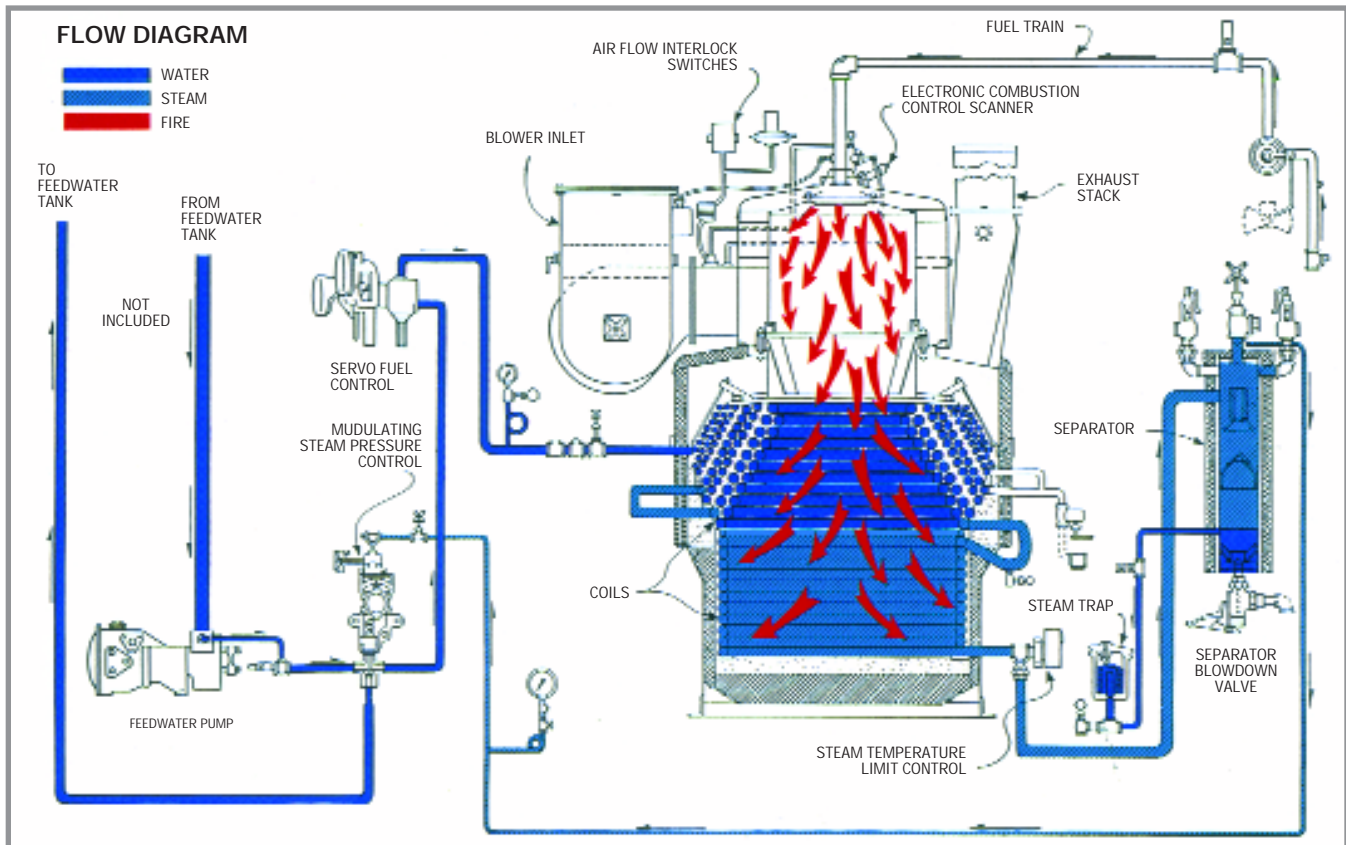 FLOW DIAGRAM
WATER
STEAM
FIRE
TO
FEEDWATER
TANK
FROM
FEEDWATER
TANK
NOT
INCLUDED
BLOWER INLET
AIR FLOW INTERLOCK
SWITCHES
FUEL TRAIN
ELECTRONIC COMBUSTION
CONTROL SCANNER
EXHAUST
STACK
SERVO FUEL
CONTROL
MUDULATING
STEAM PRESSURE
CONTROL
SEPARATOR
COILS
STEAM TRAP
SEPARATOR
BLOWDOWN
VALVE
FEEDWATER PUMP
STEAM TEMPERATURE
LIMIT CONTROL